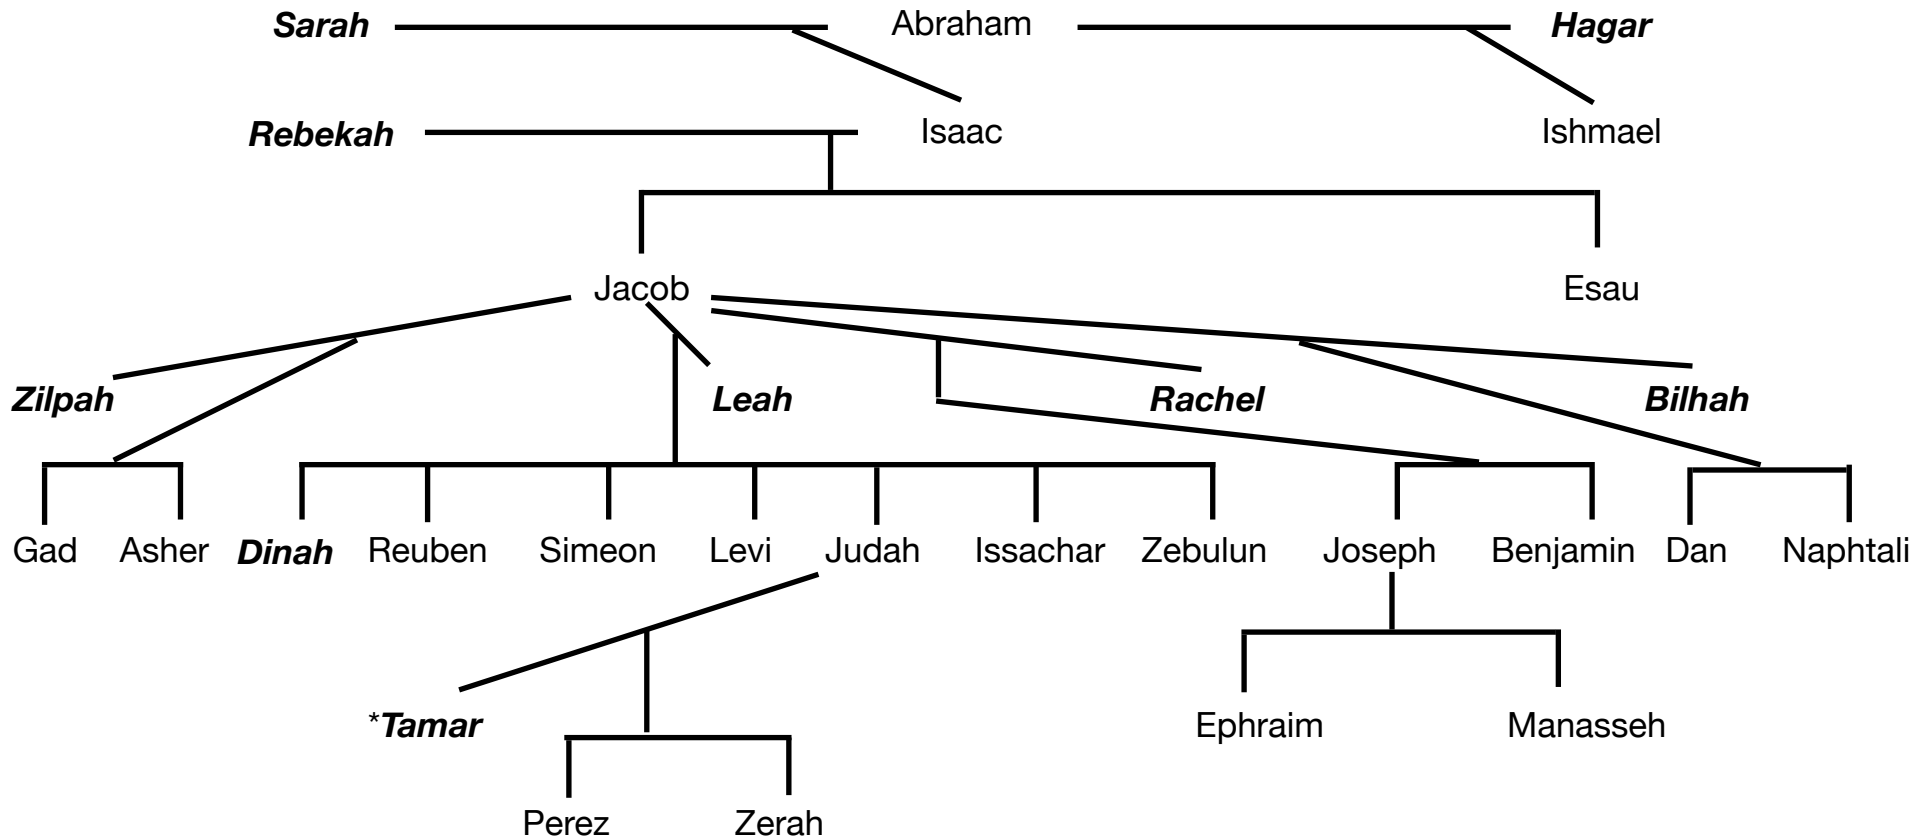 Sarah Abraham Hagar
Rebekah Isaac Ishmael
Jacob Esau
Zilpah Leah Rachel Bilhah
Gad Asher Dinah Reuben Simeon Levi Judah Issachar Zebulun Joseph Benjamin Dan Naphtali
*Tamar Ephraim Manasseh
Perez Zerah